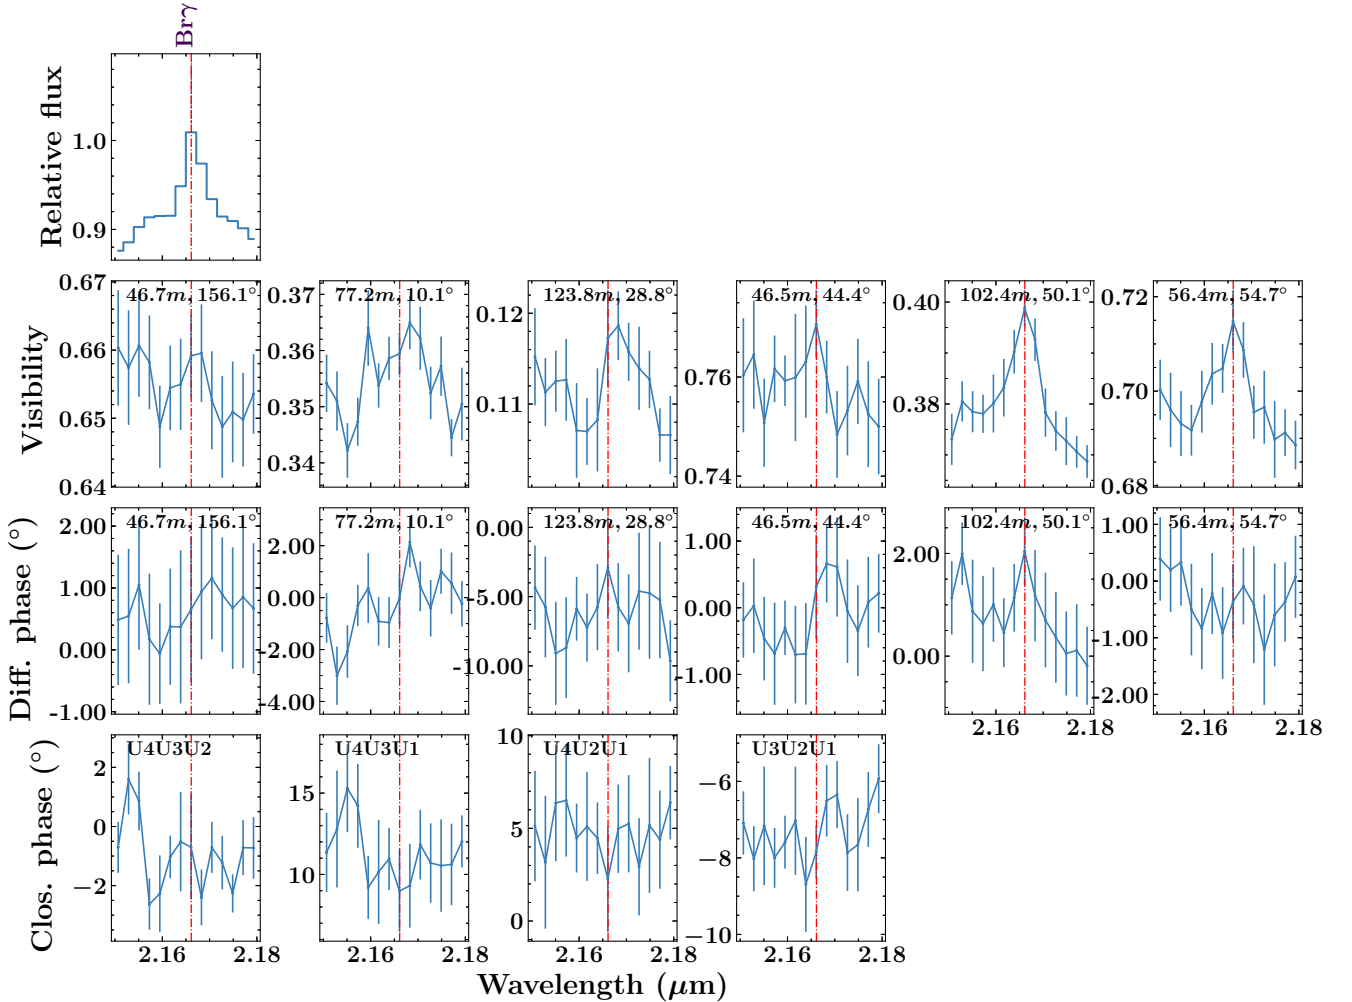 Brγ
Relative flux
1.0
0.9
Visibility
0.67
0.66
0.65
0.64
46.7m, 156.1°
0.37
0.36
0.35
0.34
77.2m, 10.1°
0.12
0.11
123.8m, 28.8°
0.76
0.74
46.5m, 44.4°
0.40
0.38
102.4m, 50.1°
0.72
0.70
0.68
56.4m, 54.7°
Diff. phase (°)
2.00
1.00
0.00
-1.00
46.7m, 156.1°
2.00
0.00
-2.00
-4.00
77.2m, 10.1°
0.00
-5.00
-10.00
123.8m, 28.8°
1.00
0.00
-1.00
46.5m, 44.4°
2.00
0.00
102.4m, 50.1°
2.16 2.18
1.00
0.00
-1.00
-2.00
56.4m, 54.7°
2.16 2.18
Clos. phase (°)
2
0
−2
U4U3U2
2.16 2.18
15
10
U4U3U1
2.16 2.18
10
5
0
U4U2U1
2.16 2.18
−6
−8
−10
U3U2U1
2.16 2.18
Wavelength (μm)